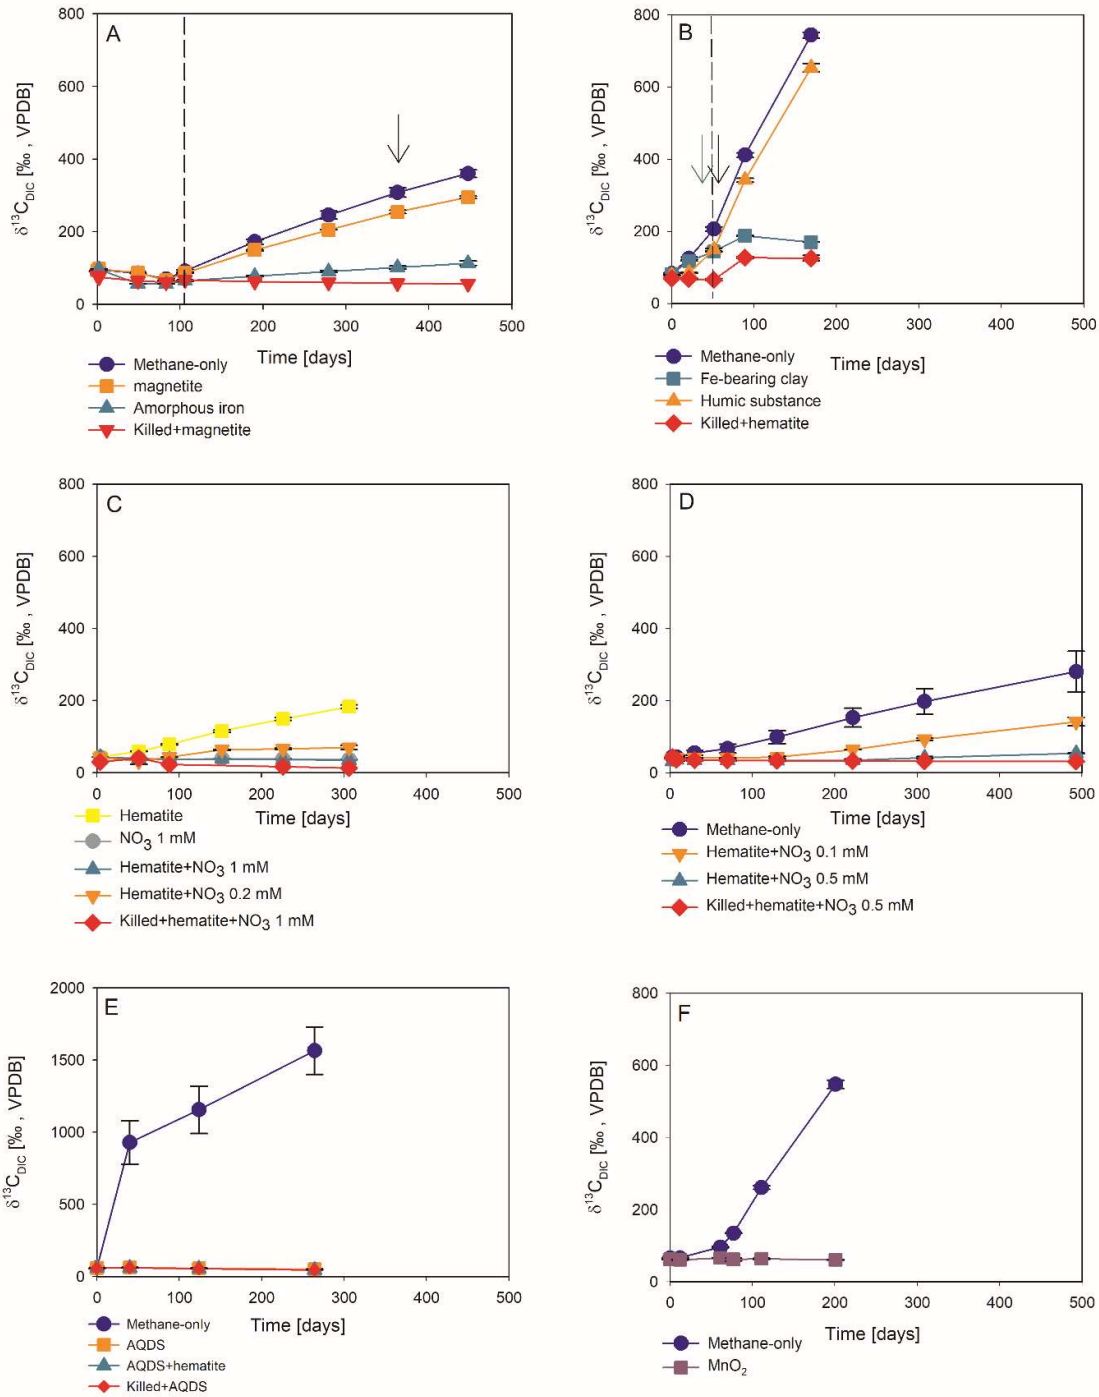 A
800
600
400
200
0
δ¹³C_DIC [‰ , VPDB]
0 100 200 300 400 500
Time [days]
Methane-only
magnetite
Amorphous iron
Killed+magnetite
B
800
600
400
200
0
δ¹³C_DIC [‰ , VPDB]
0 100 200 300 400 500
Time [days]
Methane-only
Fe-bearing clay
Humic substance
Killed+hematite
C
800
600
400
200
0
δ¹³C_DIC [‰ , VPDB]
0 100 200 300 400 500
Time [days]
Hematite
NO₃ 1 mM
Hematite+NO₃ 1 mM
Hematite+NO₃ 0.2 mM
Killed+hematite+NO₃ 1 mM
D
800
600
400
200
0
δ¹³C_DIC [‰ , VPDB]
0 100 200 300 400 500
Time [days]
Methane-only
Hematite+NO₃ 0.1 mM
Hematite+NO₃ 0.5 mM
Killed+hematite+NO₃ 0.5 mM
E
2000
1500
1000
500
0
δ¹³C_DIC [‰ , VPDB]
0 100 200 300 400 500
Time [days]
Methane-only
AQDS
AQDS+hematite
Killed+AQDS
F
800
600
400
200
0
δ¹³C_DIC [‰ , VPDB]
0 100 200 300 400 500
Time [days]
Methane-only
MnO₂